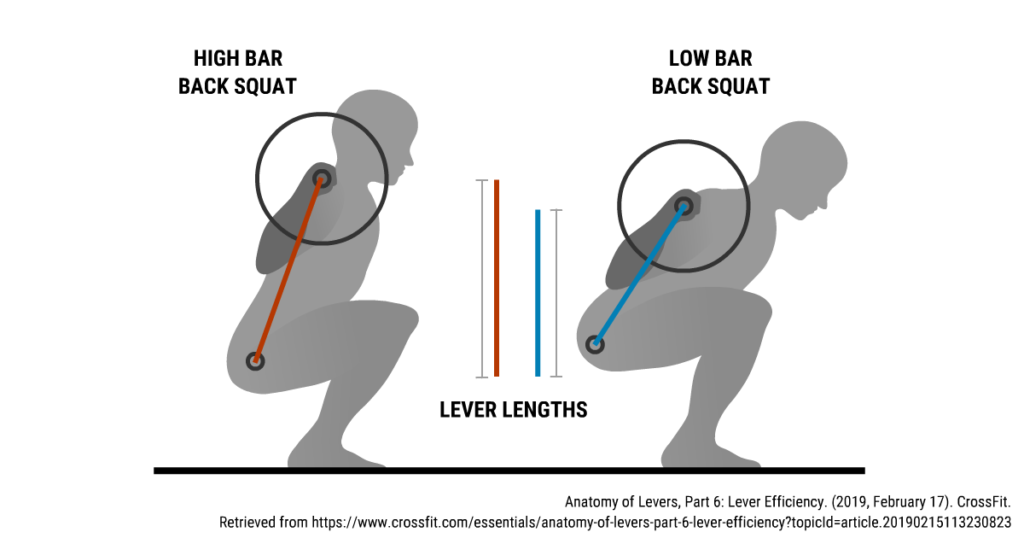 HIGH BAR
BACK SQUAT
LOW BAR
BACK SQUAT
LEVER LENGTHS
Anatomy of Levers, Part 6: Lever Efficiency. (2019, February 17). CrossFit.
Retrieved from https://www.crossfit.com/essentials/anatomy-of-levers-part-6-lever-efficiency?topicId=article.20190215113230823